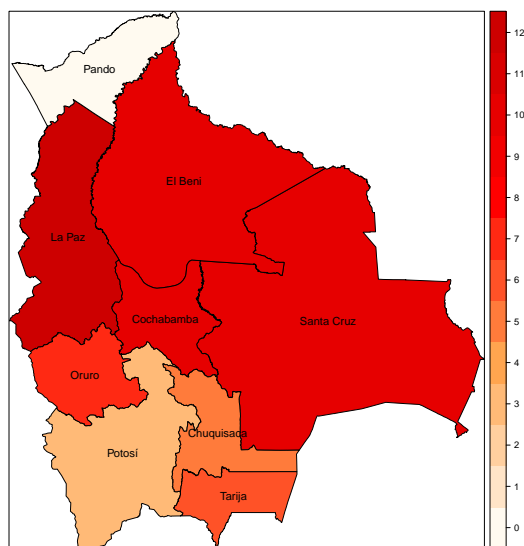 Pando
El Beni
La Paz
Cochabamba
Santa Cruz
Oruro
Chuquisaca
Potosí
Tarija
12
11
10
9
8
7
6
5
4
3
2
1
0